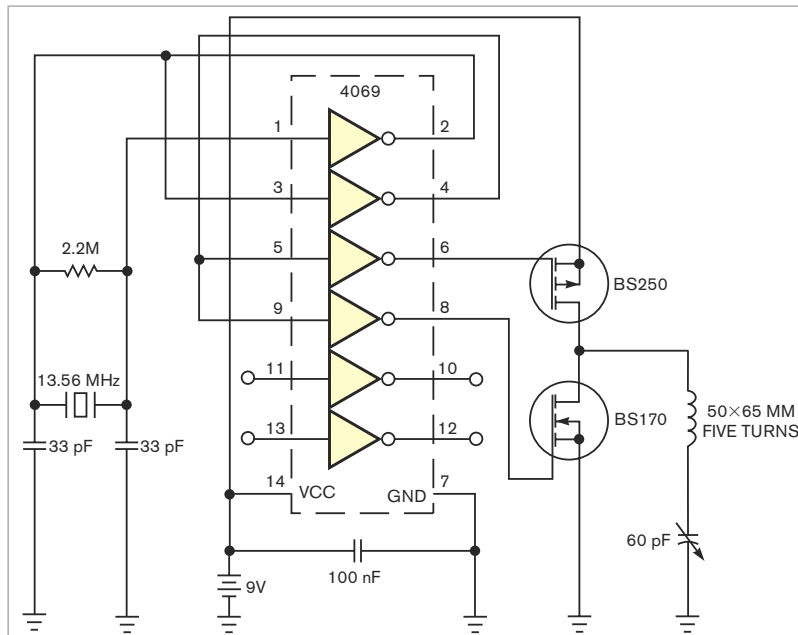 4069
1
2
3
4
5
6
9
8
11
10
13
12
14
VCC
GND
7
2.2M
13.56 MHz
33 pF
33 pF
100 nF
9V
BS250
BS170
50×65 MM
FIVE TURNS
60 pF